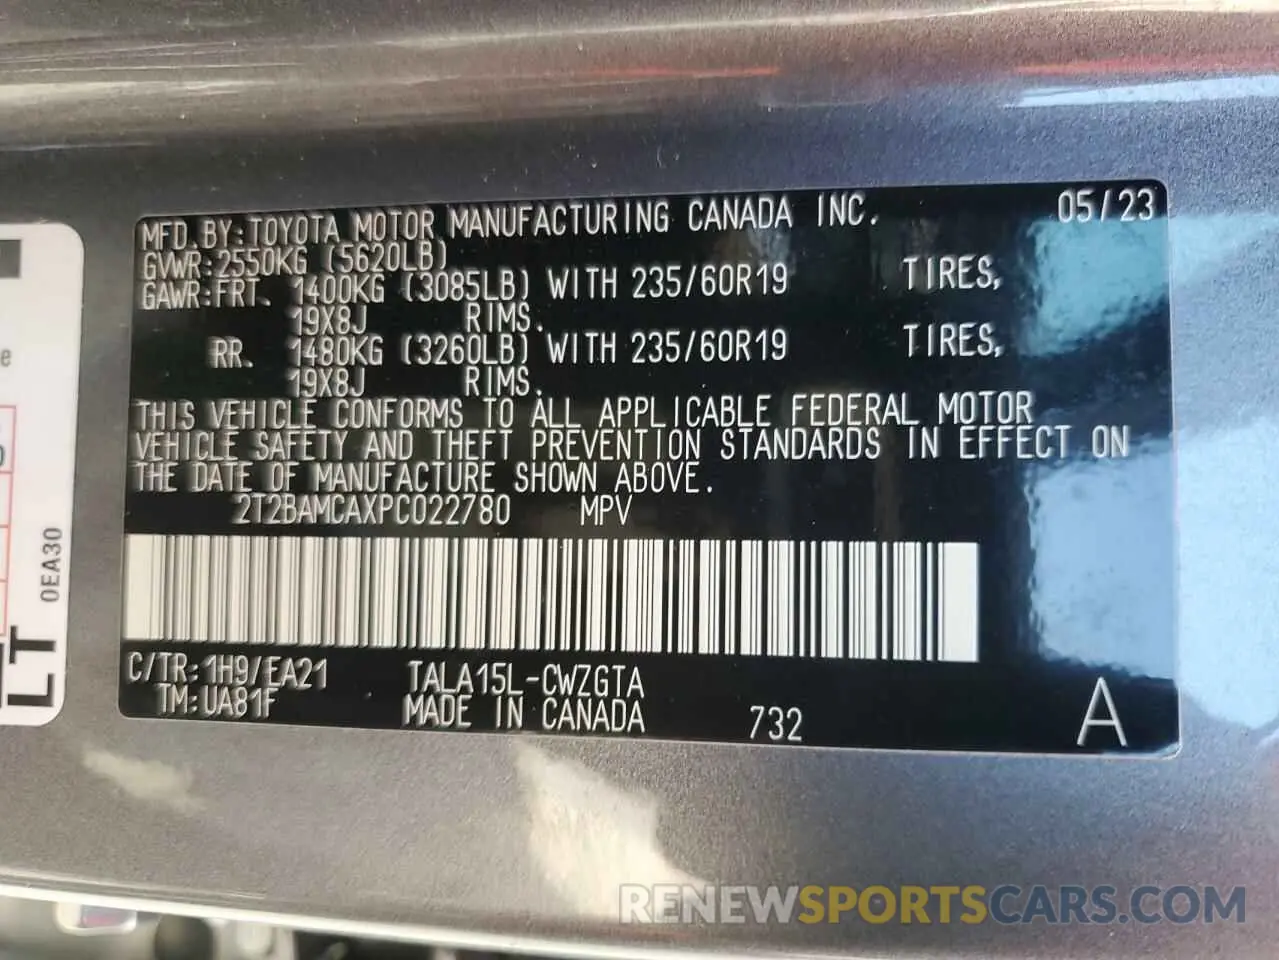 MFD.BY:TOYOTA MOTOR MANUFACTURING CANADA INC. 05/23
GVWR:2550KG (5620LB)
GAWR:FRT. 1400KG (3085LB) WITH 235/60R19 TIRES,
19X8J RIMS.
RR. 1480KG (3260LB) WITH 235/60R19 TIRES,
19X8J RIMS.
THIS VEHICLE CONFORMS TO ALL APPLICABLE FEDERAL MOTOR
VEHICLE SAFETY AND THEFT PREVENTION STANDARDS IN EFFECT ON
THE DATE OF MANUFACTURE SHOWN ABOVE.
2T2BAMCAXPC022780 MPV
C/TR:1H9/EA21 TALA15L-CWZGTA
TM:UA81F MADE IN CANADA 732 A
0EA30
LT
RENEWSPORTSCARS.COM